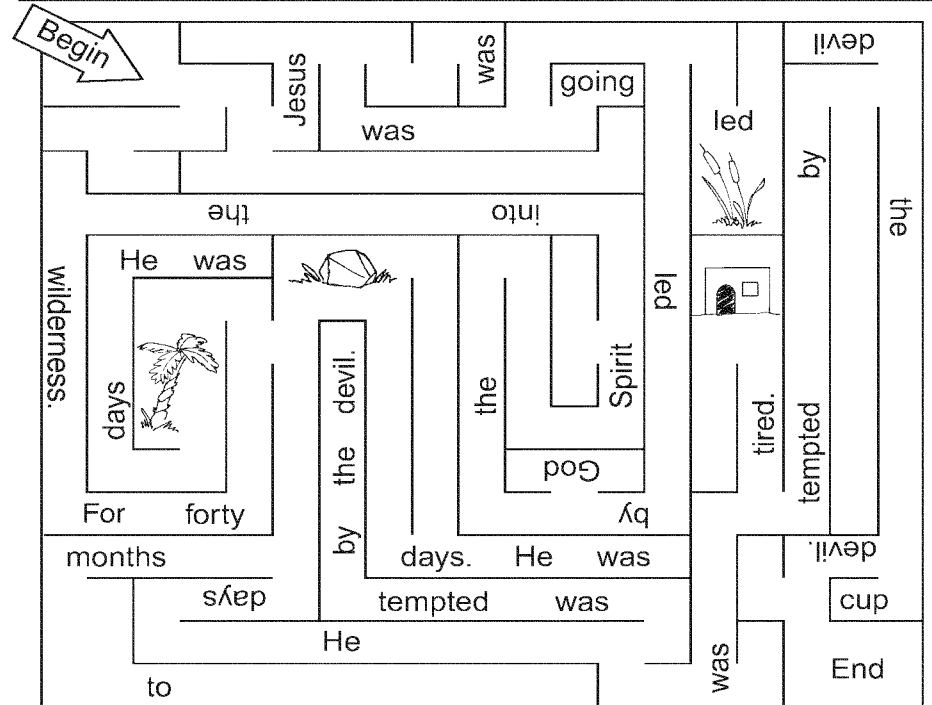 Begin
devil
Jesus
was
going
was
led
by
the
the
into
He was
wilderness.
led
days
by the devil.
the
Spirit
tired.
tempted
God
For forty
by
months
days. He was
devil.
days
tempted was
cup
He
was
to
End